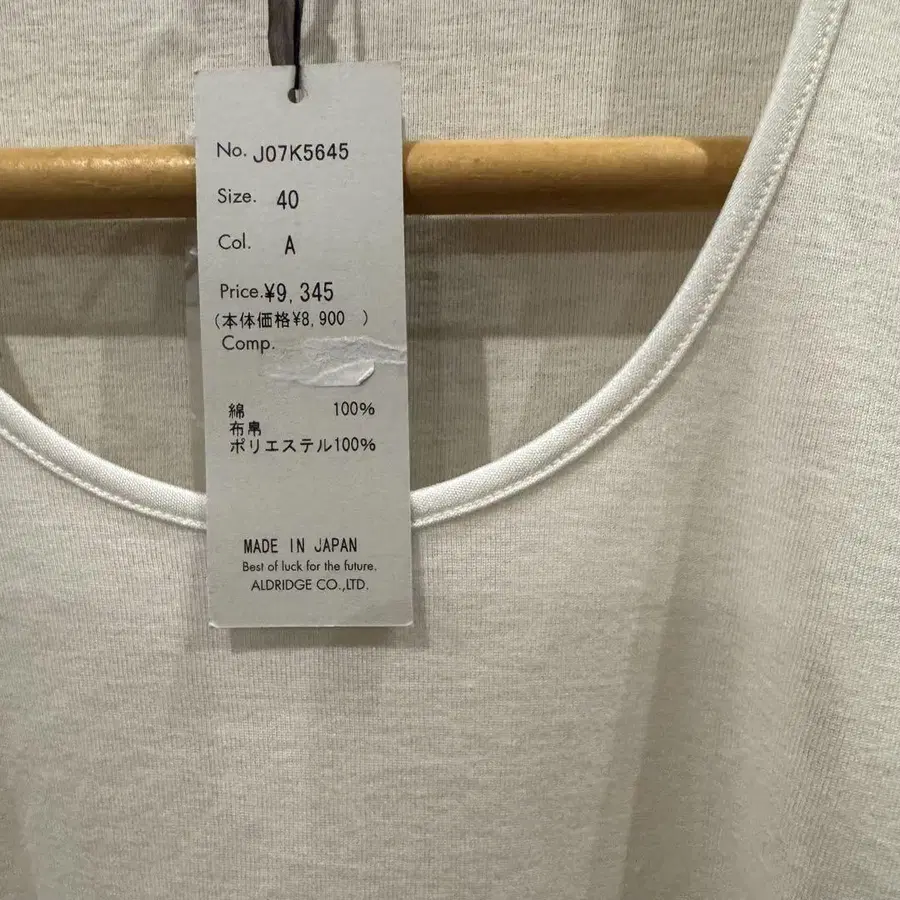 No. J07K5645
Size. 40
Col. A
Price.¥9,345
(本体価格¥8,900 )
Comp.
綿 100%
布帛
ポリエステル100%
MADE IN JAPAN
Best of luck for the future.
ALDRIDGE CO.,LTD.